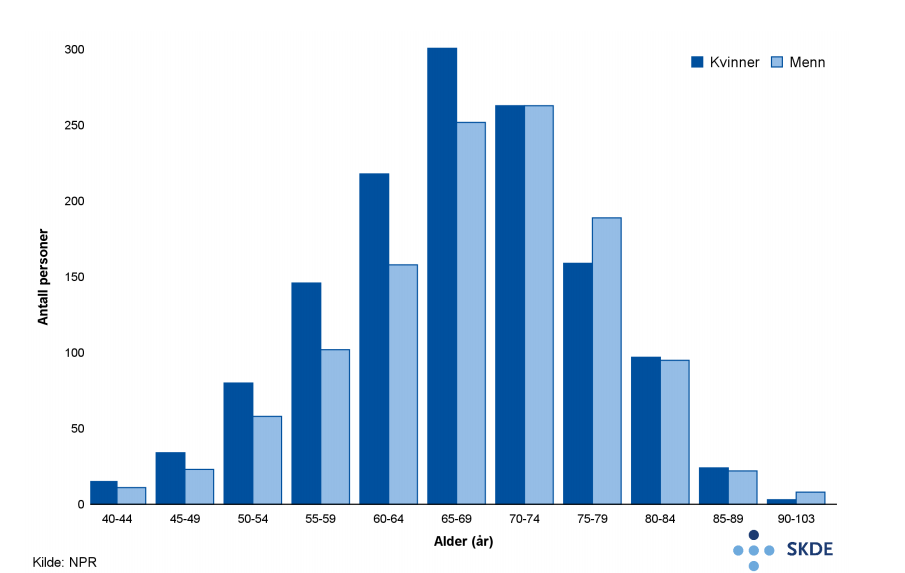 300
Kvinner Menn
250
200
150
100
50
0
Antall personer
40-44 45-49 50-54 55-59 60-64 65-69 70-74 75-79 80-84 85-89 90-103
Alder (år)
Kilde: NPR
SKDE